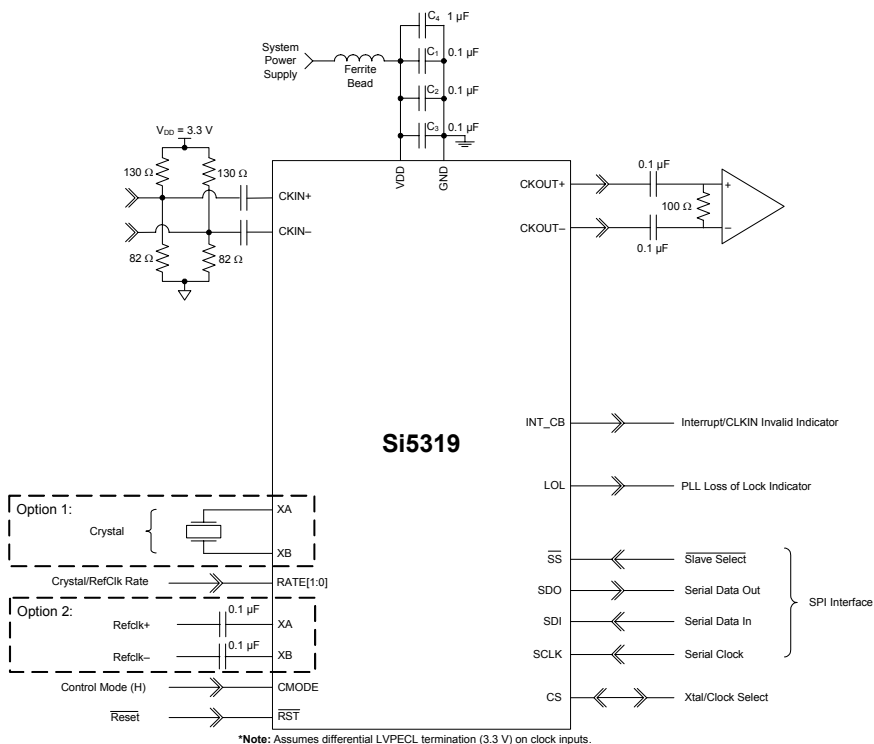 C4 1 µF
System
Power
Supply
Ferrite
Bead
C1 0.1 µF
C2 0.1 µF
C3 0.1 µF
VDD = 3.3 V
130 Ω
130 Ω
82 Ω
82 Ω
VDD
GND
CKIN+
CKIN–
CKOUT+
CKOUT–
0.1 µF
100 Ω
+
–
0.1 µF
Si5319
INT_CB
Interrupt/CLKIN Invalid Indicator
LOL
PLL Loss of Lock Indicator
Option 1:
Crystal
XA
XB
Crystal/RefClk Rate
RATE[1:0]
Option 2:
Refclk+
0.1 µF
XA
Refclk–
0.1 µF
XB
Control Mode (H)
CMODE
Reset
RST
SS
Slave Select
SDO
Serial Data Out
SDI
Serial Data In
SCLK
Serial Clock
SPI Interface
CS
Xtal/Clock Select
*Note: Assumes differential LVPECL termination (3.3 V) on clock inputs.